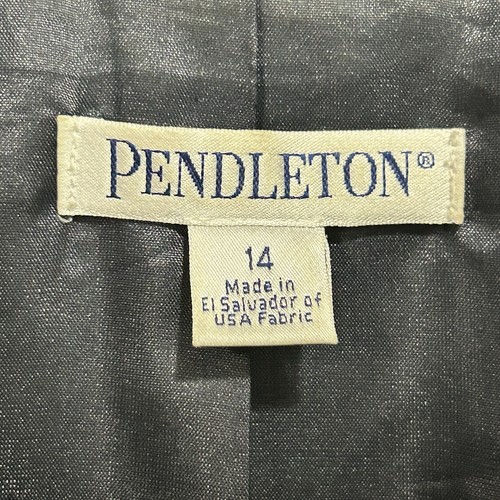 PENDLETON®
14
Made in
El Salvador of
USA Fabric